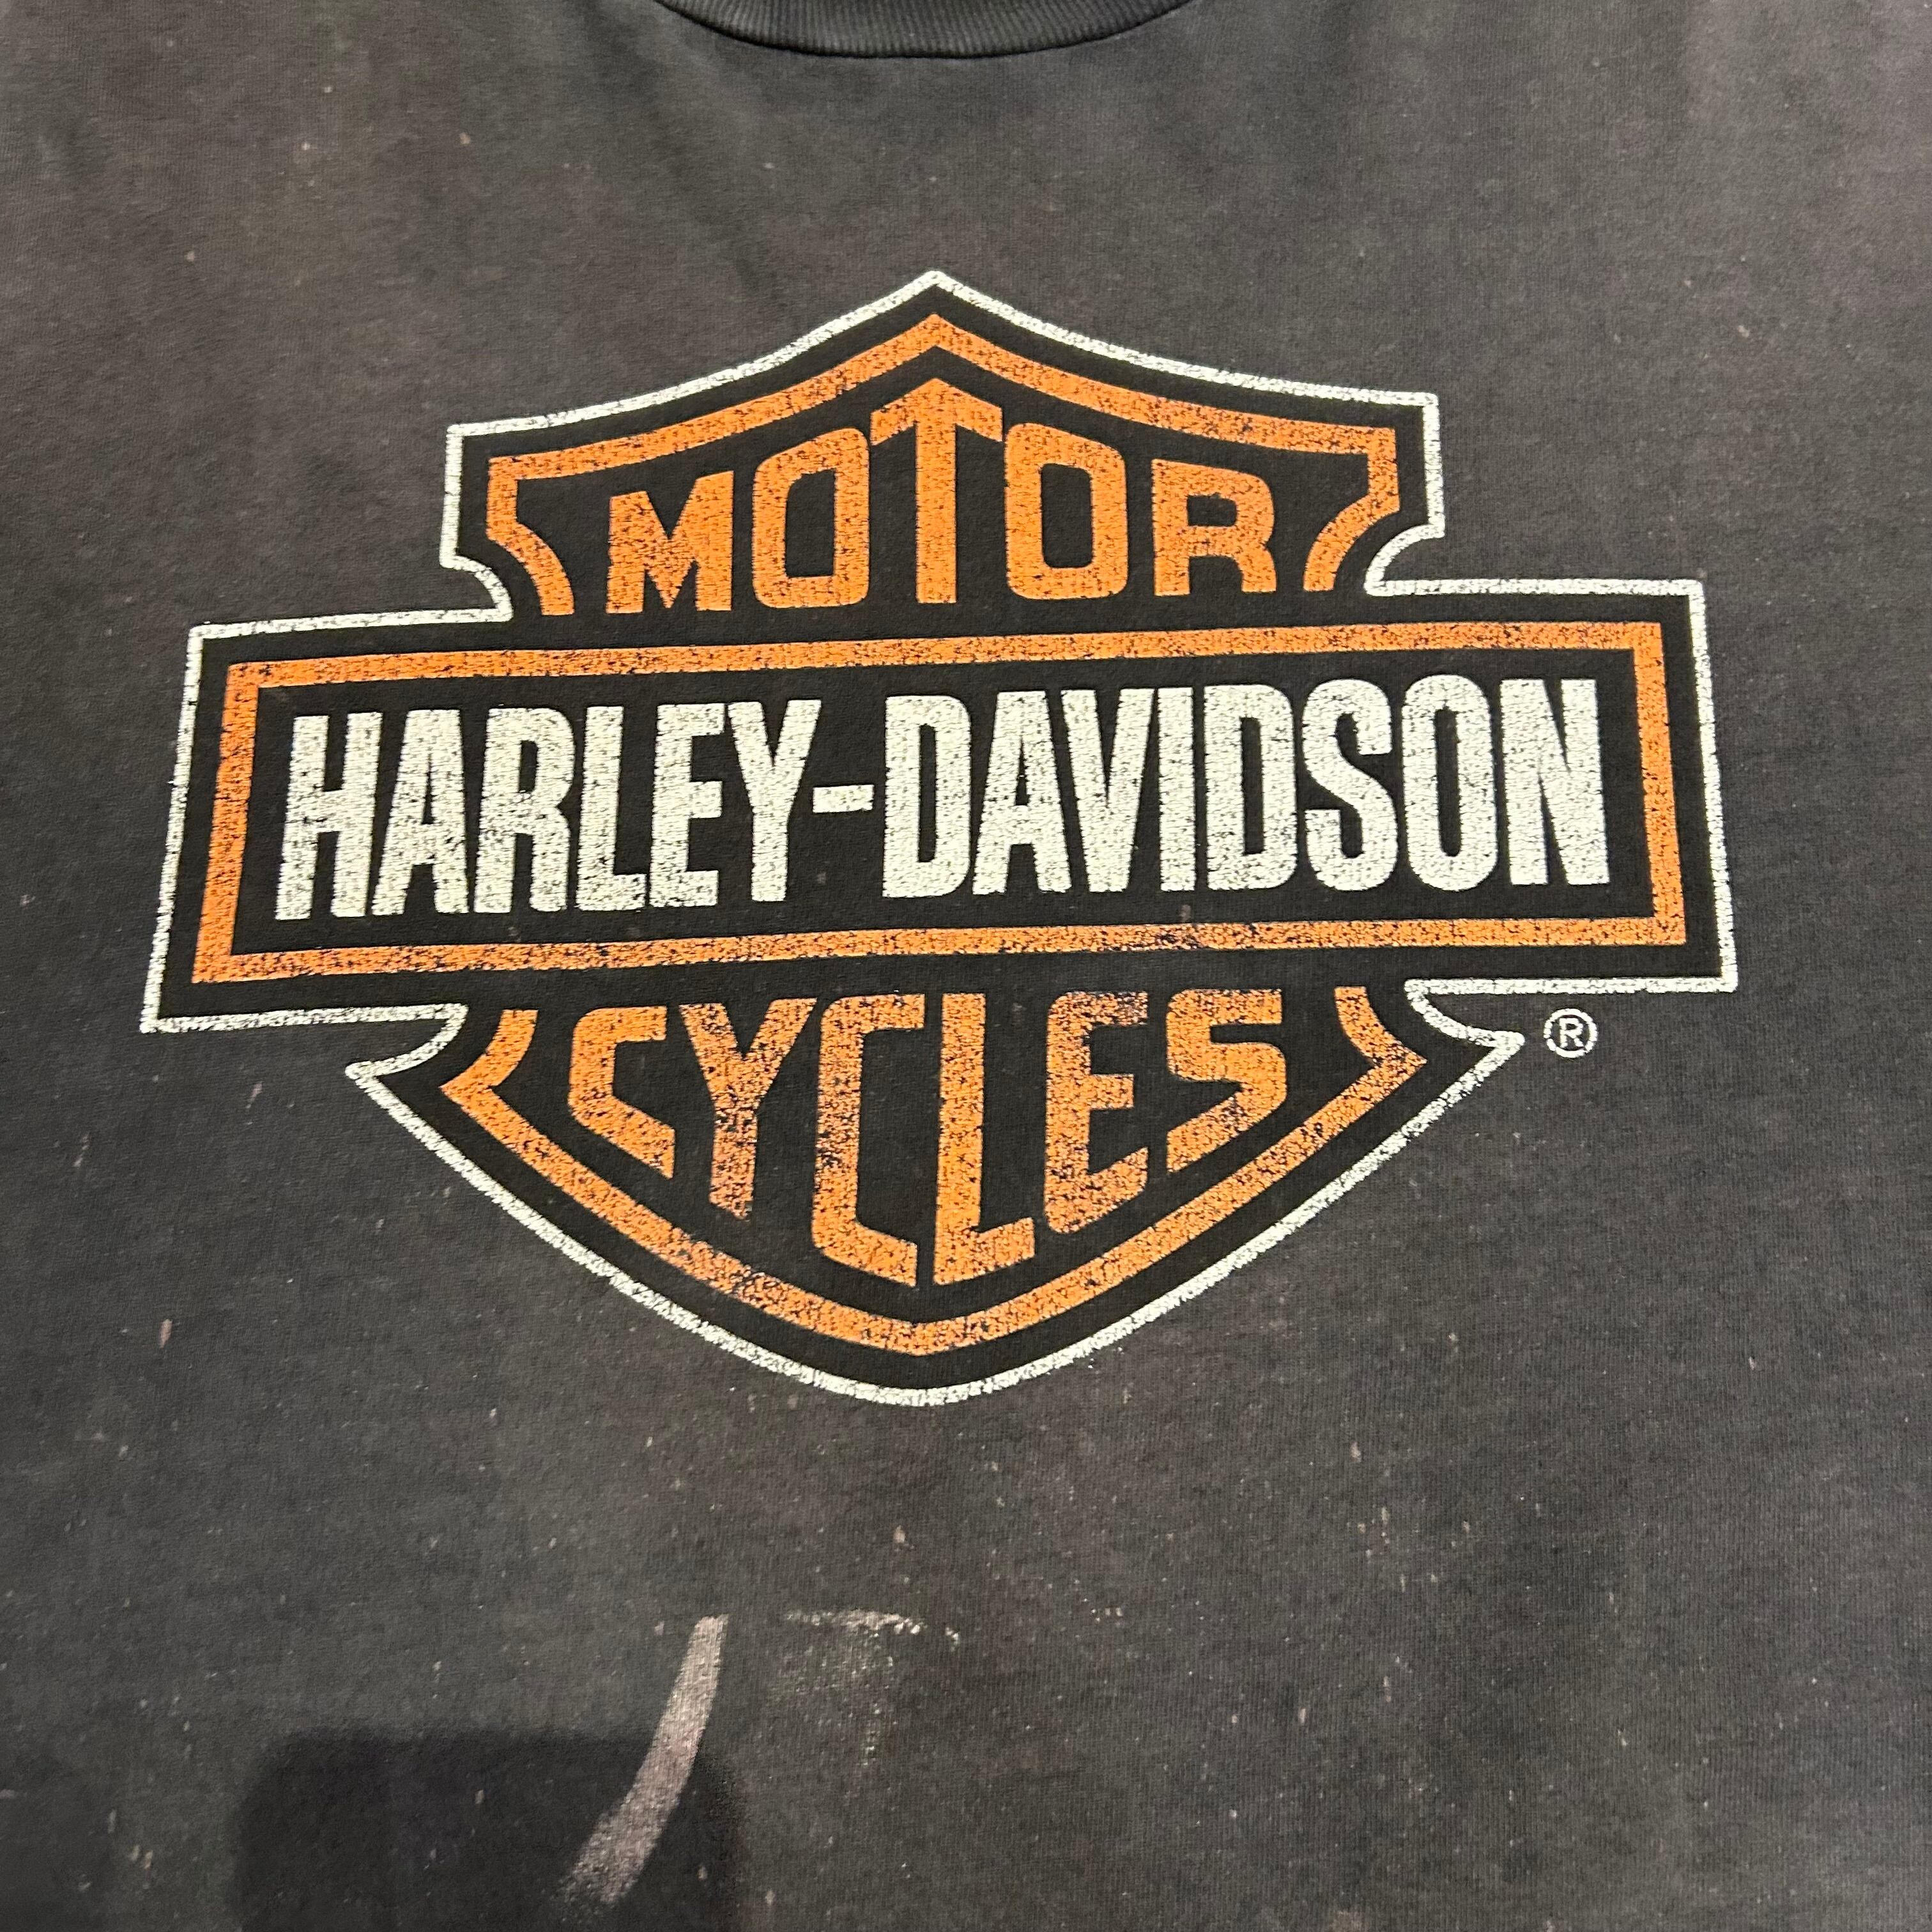 MOTOR
HARLEY-DAVIDSON
CYCLES
®